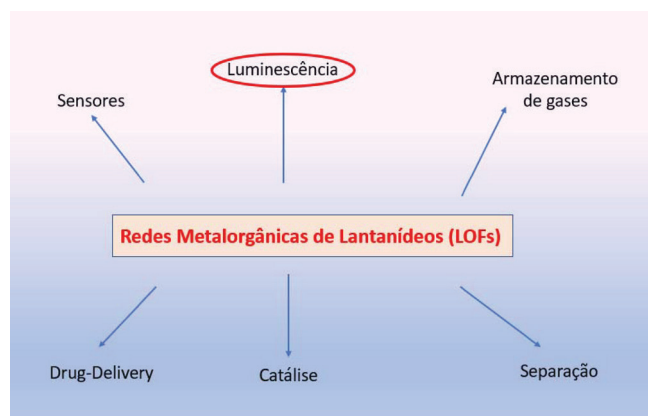 Luminescência
Armazenamento
de gases
Sensores
Redes Metalorgânicas de Lantanídeos (LOFs)
Drug-Delivery
Catálise
Separação